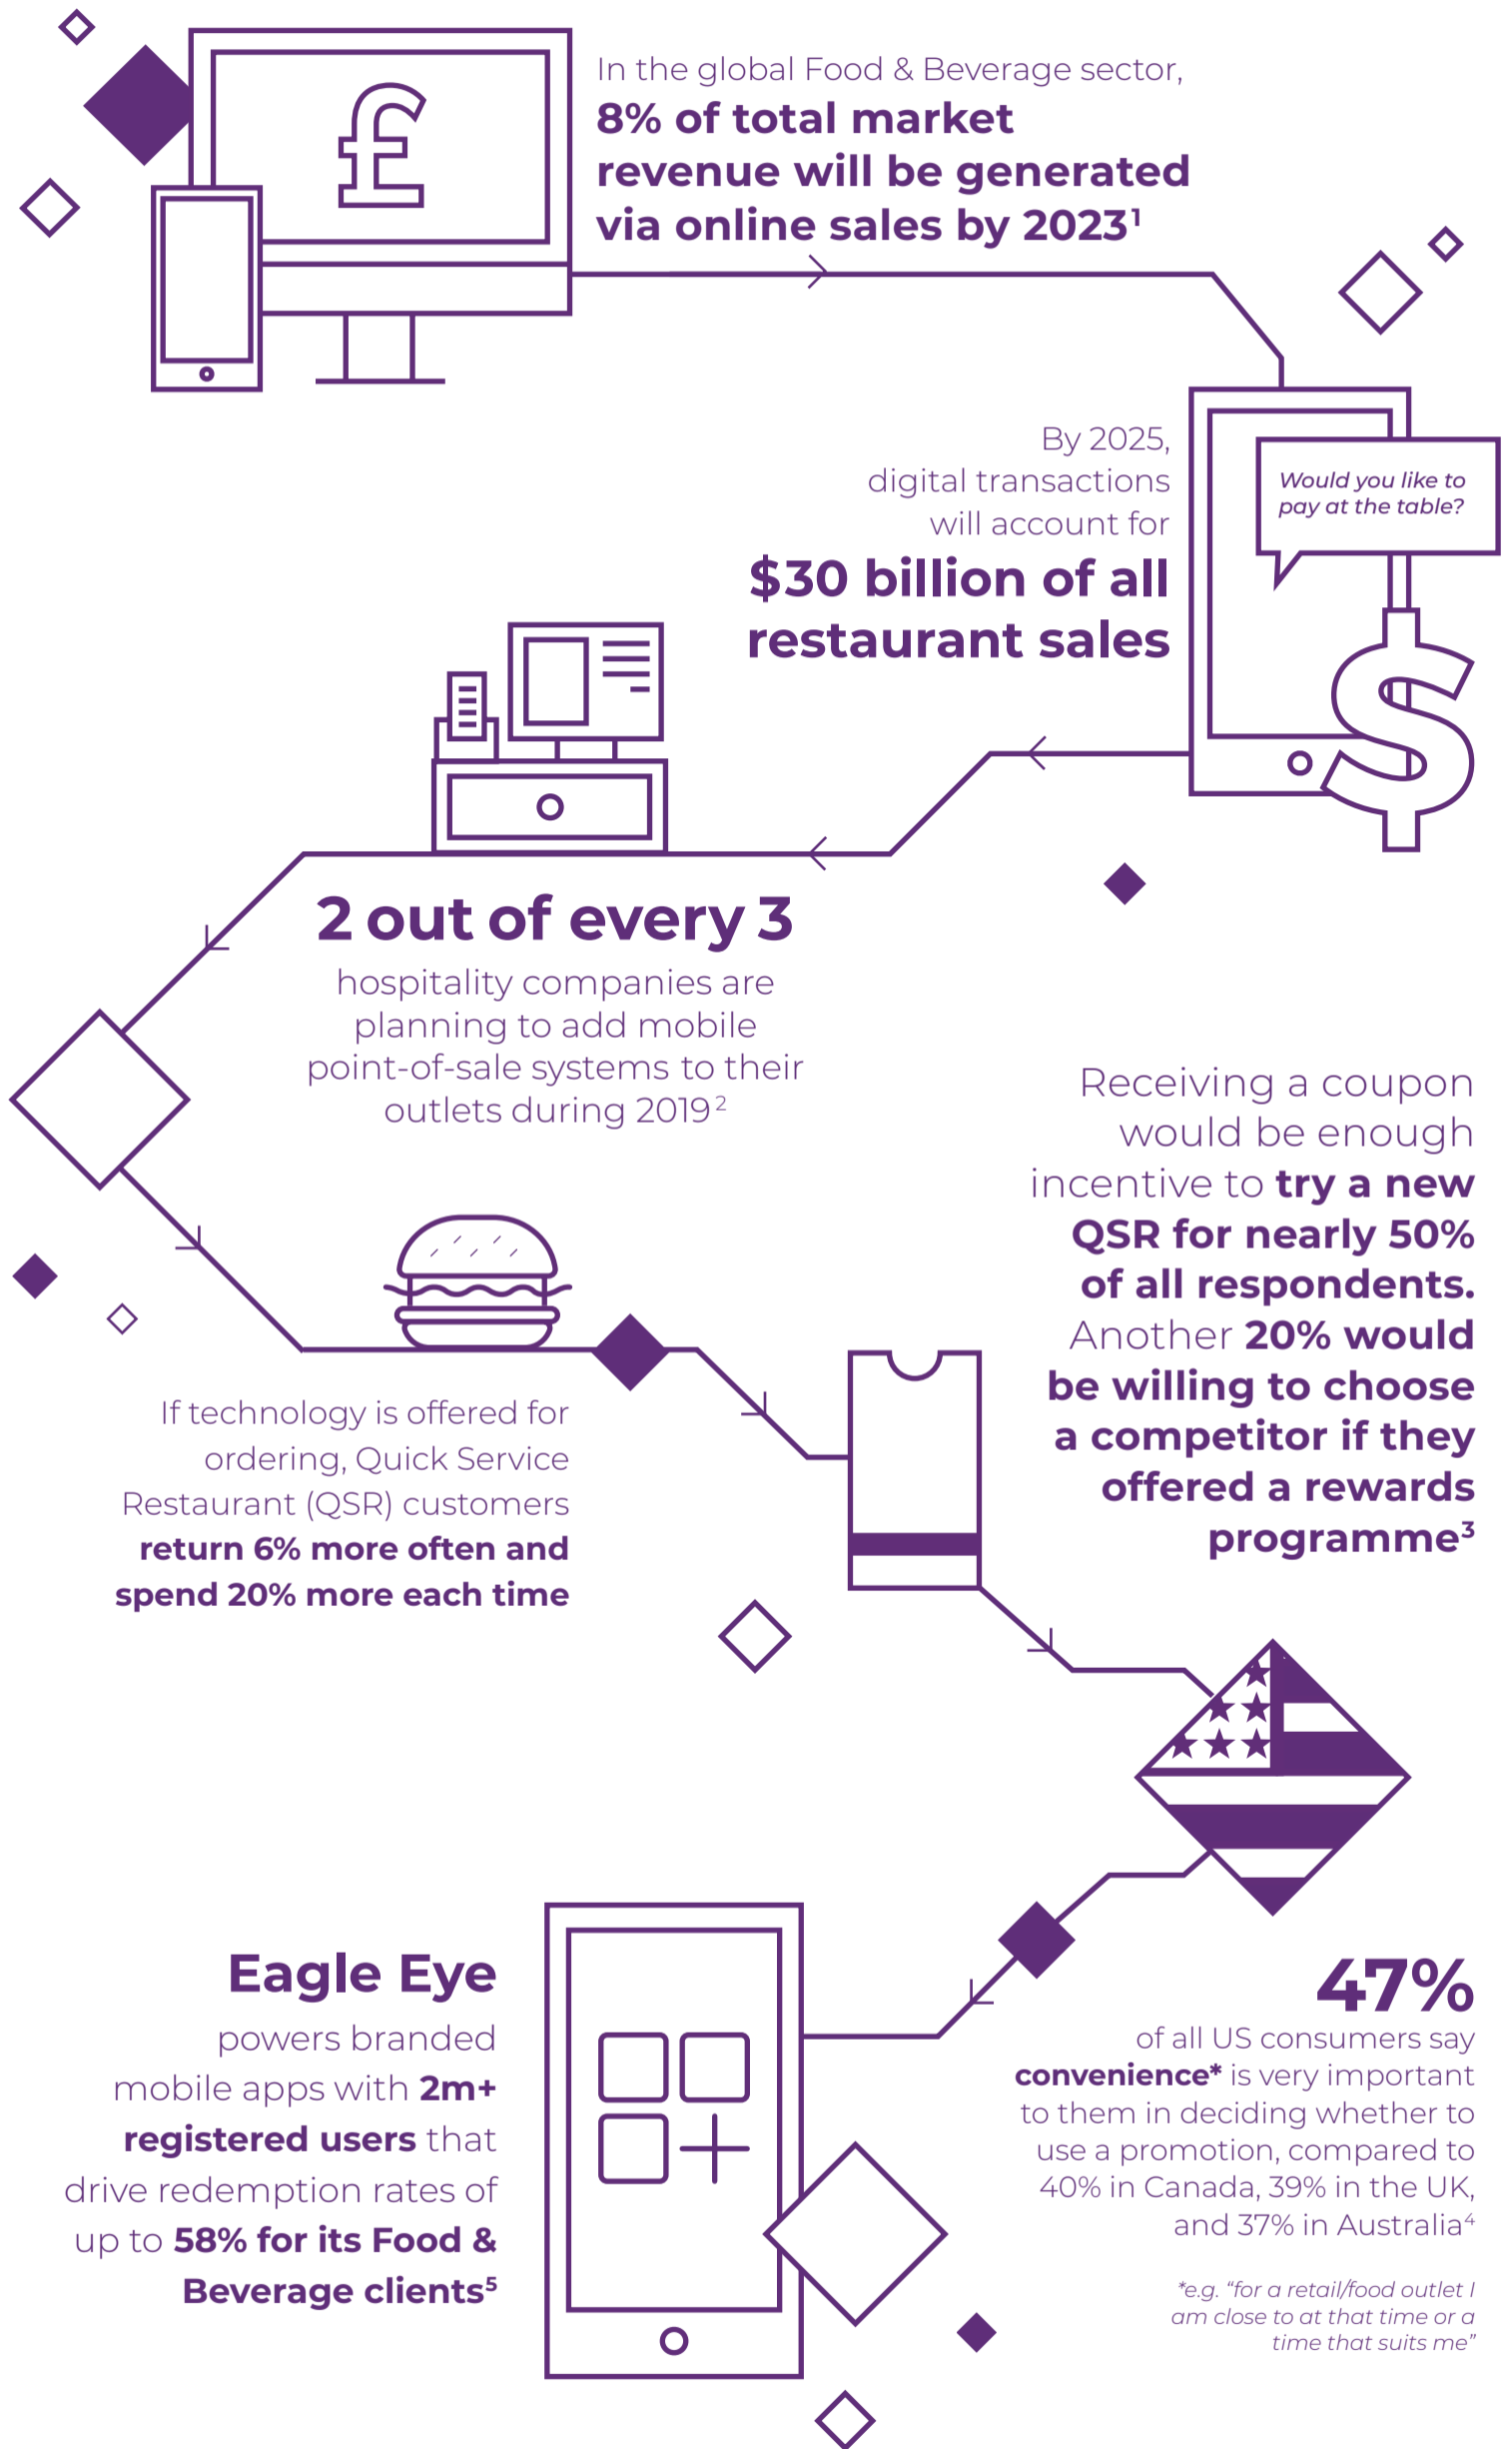 £
In the global Food & Beverage sector,
8% of total market
revenue will be generated
via online sales by 2023¹
By 2025,
digital transactions
will account for
$30 billion of all
restaurant sales
Would you like to
pay at the table?
$
2 out of every 3
hospitality companies are
planning to add mobile
point-of-sale systems to their
outlets during 2019²
Receiving a coupon
would be enough
incentive to try a new
QSR for nearly 50%
of all respondents.
Another 20% would
be willing to choose
a competitor if they
offered a rewards
programme³
If technology is offered for
ordering, Quick Service
Restaurant (QSR) customers
return 6% more often and
spend 20% more each time
47%
of all US consumers say
convenience* is very important
to them in deciding whether to
use a promotion, compared to
40% in Canada, 39% in the UK,
and 37% in Australia⁴
*e.g. “for a retail/food outlet I
am close to at that time or a
time that suits me”
Eagle Eye
powers branded
mobile apps with 2m+
registered users that
drive redemption rates of
up to 58% for its Food &
Beverage clients⁵